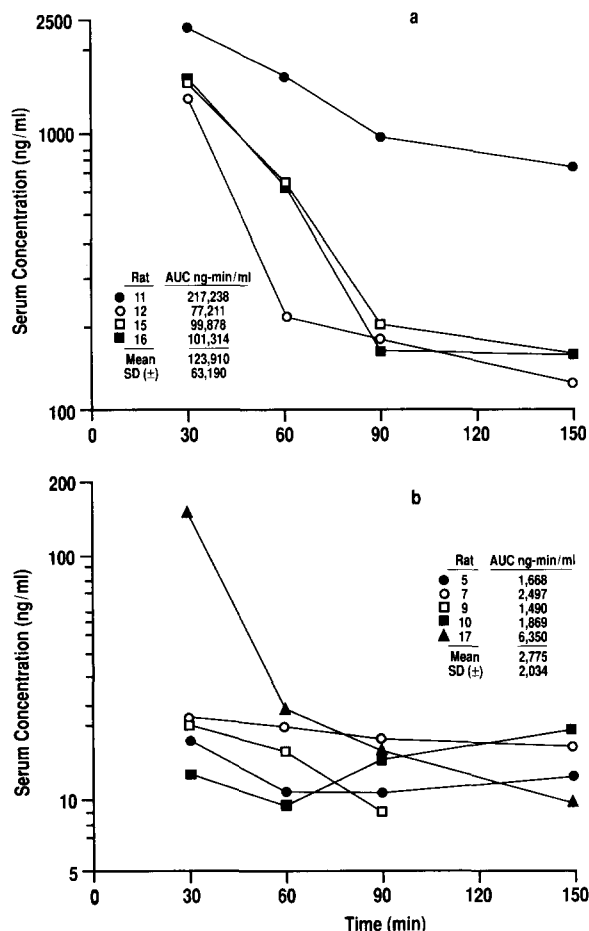 a
2500
1000
100
Serum Concentration (ng/ml)
Rat AUC ng-min/ml
11 217,238
12 77,211
15 99,878
16 101,314
Mean 123,910
SD (±) 63,190
0 30 60 90 120 150
b
200
100
10
5
Serum Concentration (ng/ml)
Rat AUC ng-min/ml
5 1,668
7 2,497
9 1,490
10 1,869
17 6,350
Mean 2,775
SD (±) 2,034
0 30 60 90 120 150
Time (min)